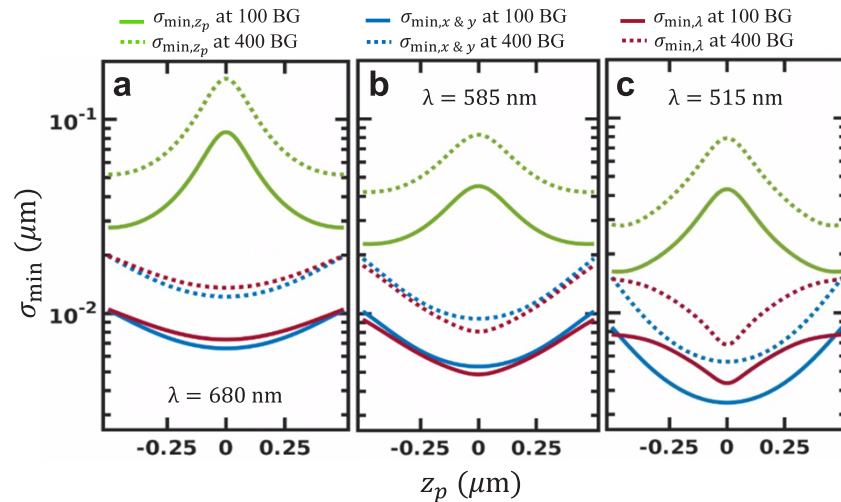 σmin,zp at 100 BG σmin,x & y at 100 BG σmin,λ at 100 BG
σmin,zp at 400 BG σmin,x & y at 400 BG σmin,λ at 400 BG
a b c
λ = 585 nm λ = 515 nm
10⁻¹
σmin (μm)
10⁻²
λ = 680 nm
-0.25 0 0.25 -0.25 0 0.25 -0.25 0 0.25
zp (μm)